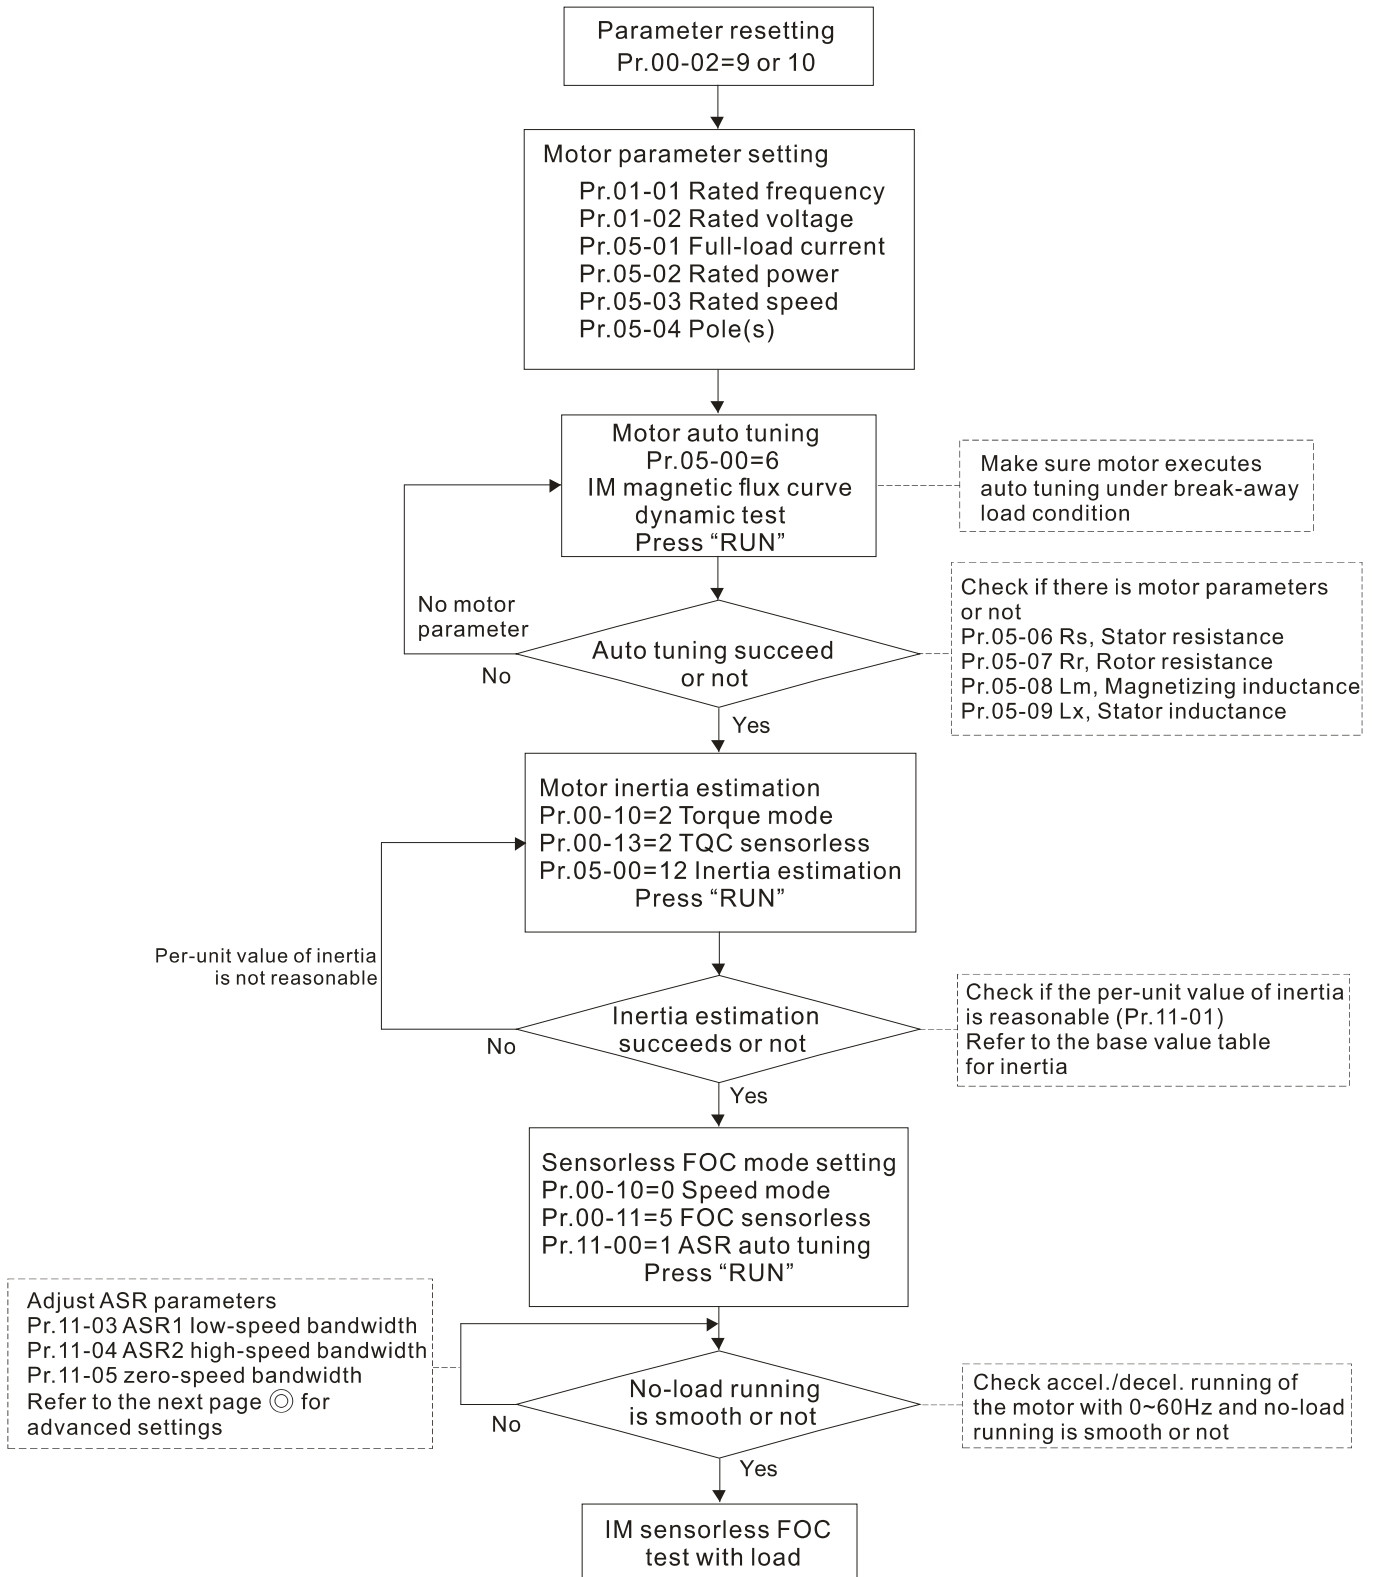 Parameter resetting
Pr.00-02=9 or 10
Motor parameter setting
Pr.01-01 Rated frequency
Pr.01-02 Rated voltage
Pr.05-01 Full-load current
Pr.05-02 Rated power
Pr.05-03 Rated speed
Pr.05-04 Pole(s)
Motor auto tuning
Pr.05-00=6
IM magnetic flux curve
dynamic test
Press “RUN”
Make sure motor executes
auto tuning under break-away
load condition
No motor
parameter
No
Auto tuning succeed
or not
Yes
Check if there is motor parameters
or not
Pr.05-06 Rs, Stator resistance
Pr.05-07 Rr, Rotor resistance
Pr.05-08 Lm, Magnetizing inductance
Pr.05-09 Lx, Stator inductance
Motor inertia estimation
Pr.00-10=2 Torque mode
Pr.00-13=2 TQC sensorless
Pr.05-00=12 Inertia estimation
Press “RUN”
Per-unit value of inertia
is not reasonable
No
Inertia estimation
succeeds or not
Yes
Check if the per-unit value of inertia
is reasonable (Pr.11-01)
Refer to the base value table
for inertia
Sensorless FOC mode setting
Pr.00-10=0 Speed mode
Pr.00-11=5 FOC sensorless
Pr.11-00=1 ASR auto tuning
Press “RUN”
Adjust ASR parameters
Pr.11-03 ASR1 low-speed bandwidth
Pr.11-04 ASR2 high-speed bandwidth
Pr.11-05 zero-speed bandwidth
Refer to the next page ◎ for
advanced settings
No
No-load running
is smooth or not
Yes
Check accel./decel. running of
the motor with 0~60Hz and no-load
running is smooth or not
IM sensorless FOC
test with load